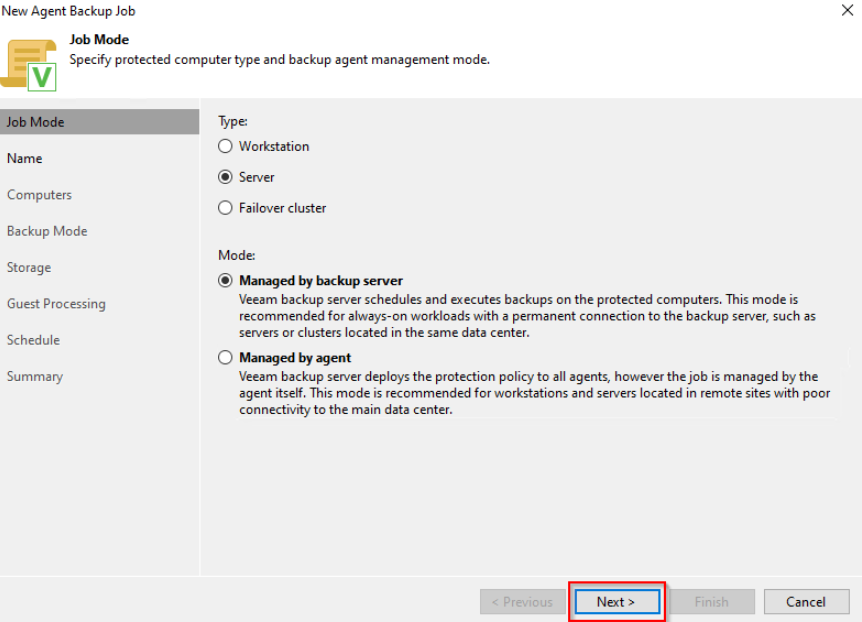 New Agent Backup Job
Job Mode
Specify protected computer type and backup agent management mode.
V
Job Mode
Name
Computers
Backup Mode
Storage
Guest Processing
Schedule
Summary
Type:
Workstation
Server
Failover cluster
Mode:
Managed by backup server
Veeam backup server schedules and executes backups on the protected computers. This mode is
recommended for always-on workloads with a permanent connection to the backup server, such as
servers or clusters located in the same data center.
Managed by agent
Veeam backup server deploys the protection policy to all agents, however the job is managed by the
agent itself. This mode is recommended for workstations and servers located in remote sites with poor
connectivity to the main data center.
< Previous
Next >
Finish
Cancel